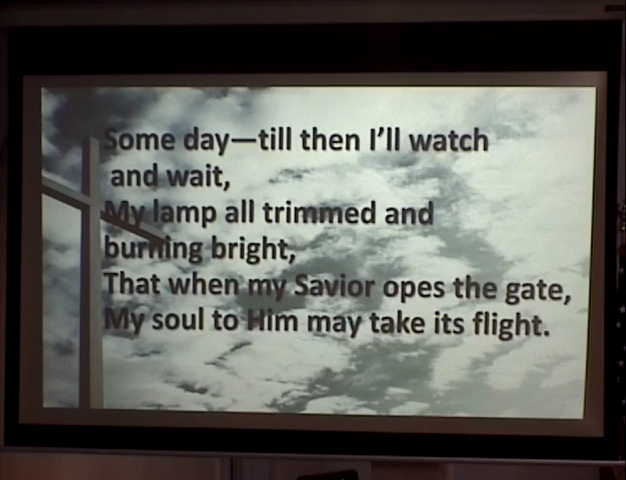 Some day—till then I'll watch
and wait,
My lamp all trimmed and
burning bright,
That when my Savior opes the gate,
My soul to Him may take its flight.